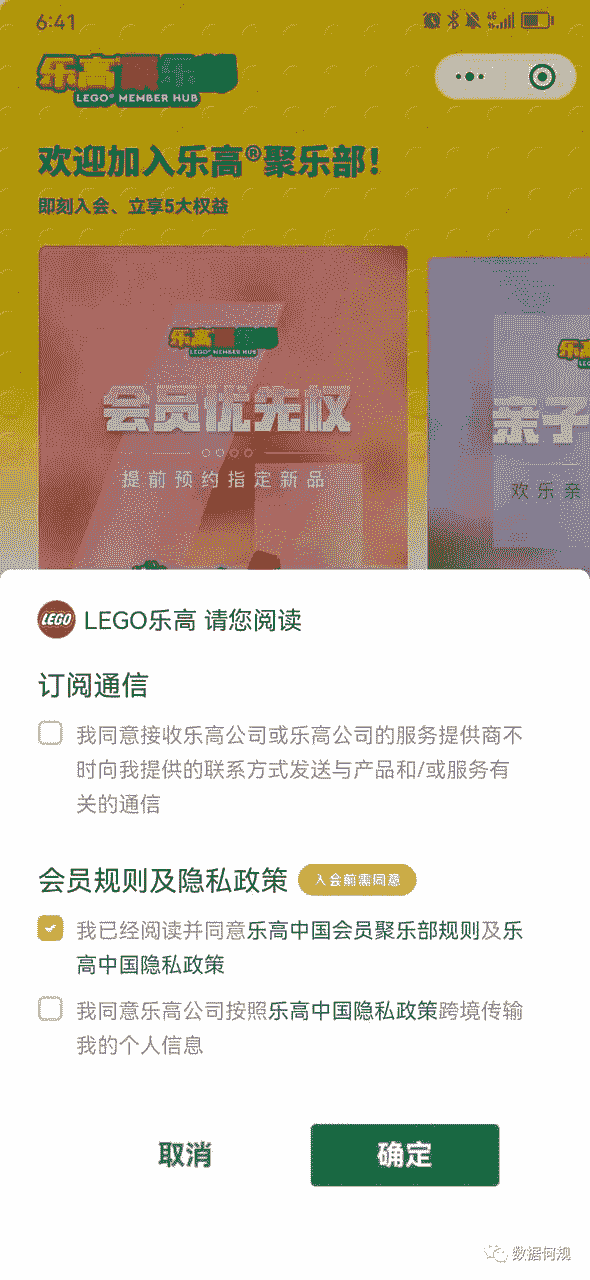 6:41
乐高聚乐部
LEGO® MEMBER HUB
欢迎加入乐高®聚乐部！
即刻入会、立享5大权益
乐高
LEGO® MEMBER HUB
会员优先权
提前预约指定新品
亲子
欢乐亲
LEGO LEGO乐高 请您阅读
订阅通信
我同意接收乐高公司或乐高公司的服务提供商不
时向我提供的联系方式发送与产品和/或服务有
关的通信
会员规则及隐私政策 入会前需同意
我已经阅读并同意乐高中国会员聚乐部规则及乐
高中国隐私政策
我同意乐高公司按照乐高中国隐私政策跨境传输
我的个人信息
取消 确定
数据何规